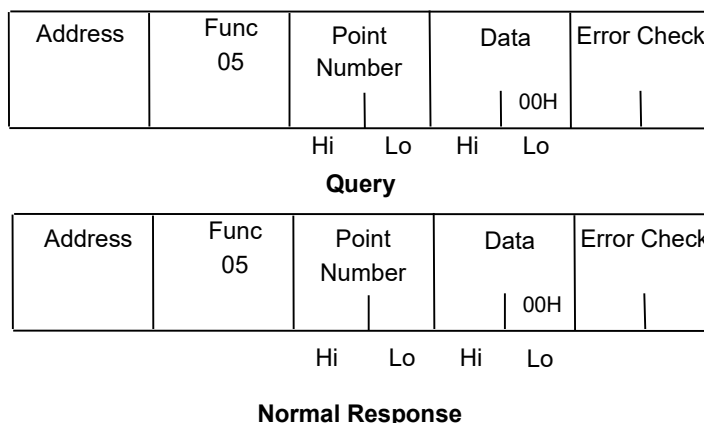 Address Func Point Data Error Check
05 Number
00H
Hi Lo Hi Lo
Query
Address Func Point Data Error Check
05 Number
00H
Hi Lo Hi Lo
Normal Response